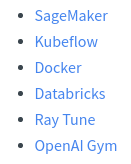 SageMaker
Kubeflow
Docker
Databricks
Ray Tune
OpenAI Gym